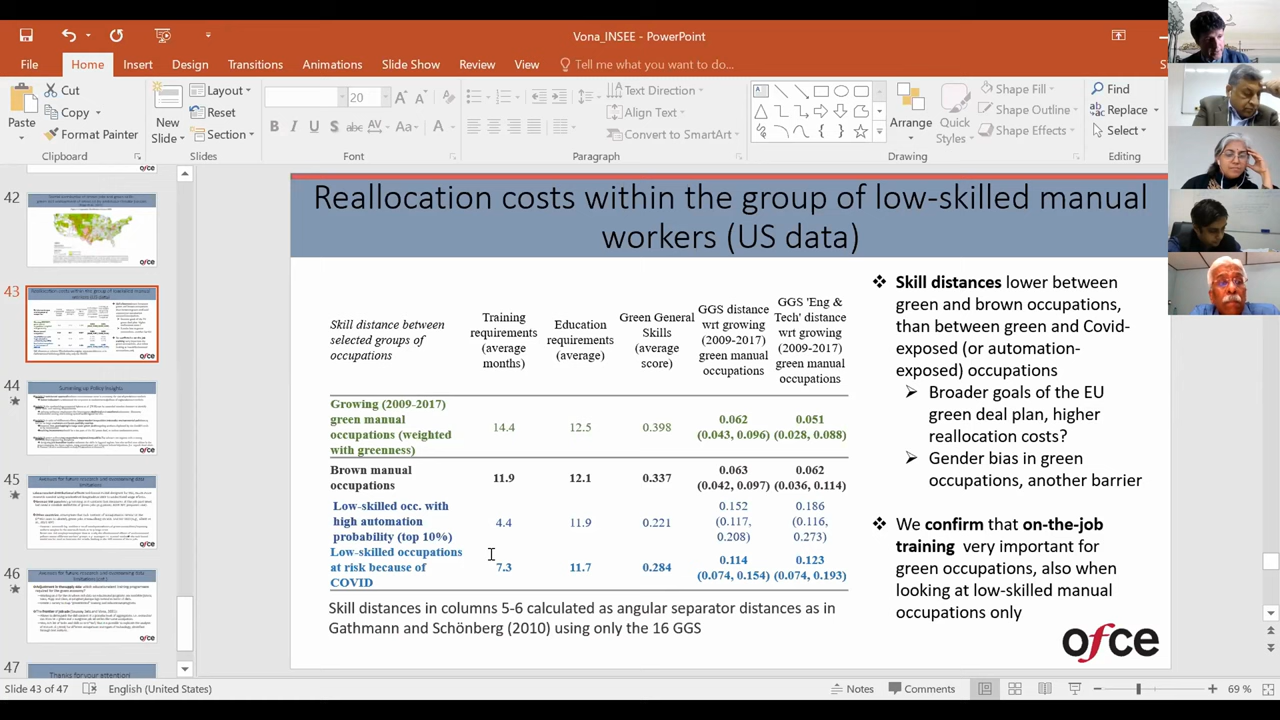 Vona_INSEE - PowerPoint
File Home Insert Design Transitions Animations Slide Show Review View Tell me what you want to do...
Paste
Cut
Copy
Format Painter
Clipboard
New Slide
Layout
Reset
Section
Slides
20
Font
Text Direction
Align Text
Convert to SmartArt
Paragraph
Arrange
Quick Styles
Shape Fill
Shape Outline
Shape Effects
Drawing
Find
Replace
Select
Editing
42
43
44
45
46
47
Reallocation costs within the group of low-skilled manual
workers (US data)
Skill distance between selected groups of occupations
Training requirements (average months)
Education requirements (average)
Green General Skills (average score)
GGS distance wrt growing (2009-2017) green manual occupations
GGS 'Eng & Tech' distance wrt growing (2009-2017) green manual occupations
Growing (2009-2017) green manual occupations (weighted with greenness) 14.4 12.5 0.398 (0.043, 0.096) 0.051 (0.028, 0.088)
Brown manual occupations 11.9 12.1 0.337 0.063 (0.042, 0.097) 0.062 (0.036, 0.114)
Low-skilled occ. with high automation probability (top 10%) 4.4 11.9 0.221 0.152 (0.117, 0.208) 0.186 (0.116, 0.273)
Low-skilled occupations at risk because of COVID 7.3 11.7 0.284 0.114 (0.074, 0.154) 0.123 (0.074, 0.193)
Skill distances in columns 5-6 calculated as angular separator distances as in
Gathmann and Schönberg (2010) using only the 16 GGS
❖ Skill distances lower between
green and brown occupations,
than between green and Covid-
exposed (or automation-
exposed) occupations
➢ Broader goals of the EU
green deal plan, higher
reallocation costs?
➢ Gender bias in green
occupations, another barrier
❖ We confirm that on-the-job
training very important for
green occupations, also when
looking at low-skilled manual
occupations only
ofce
Slide 43 of 47 English (United States) Notes Comments 69 %